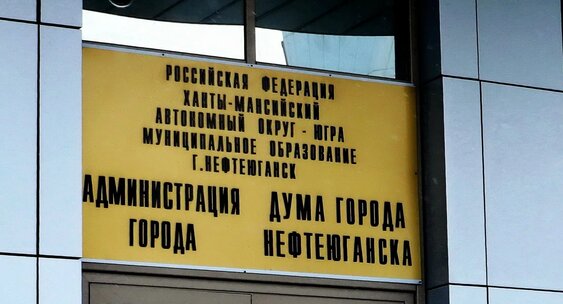 РОССИЙСКАЯ ФЕДЕРАЦИЯ
ХАНТЫ-МАНСИЙСКИЙ
АВТОНОМНЫЙ ОКРУГ - ЮГРА
МУНИЦИПАЛЬНОЕ ОБРАЗОВАНИЕ
Г.НЕФТЕЮГАНСК
АДМИНИСТРАЦИЯ
ГОРОДА
ДУМА ГОРОДА
НЕФТЕЮГАНСКА